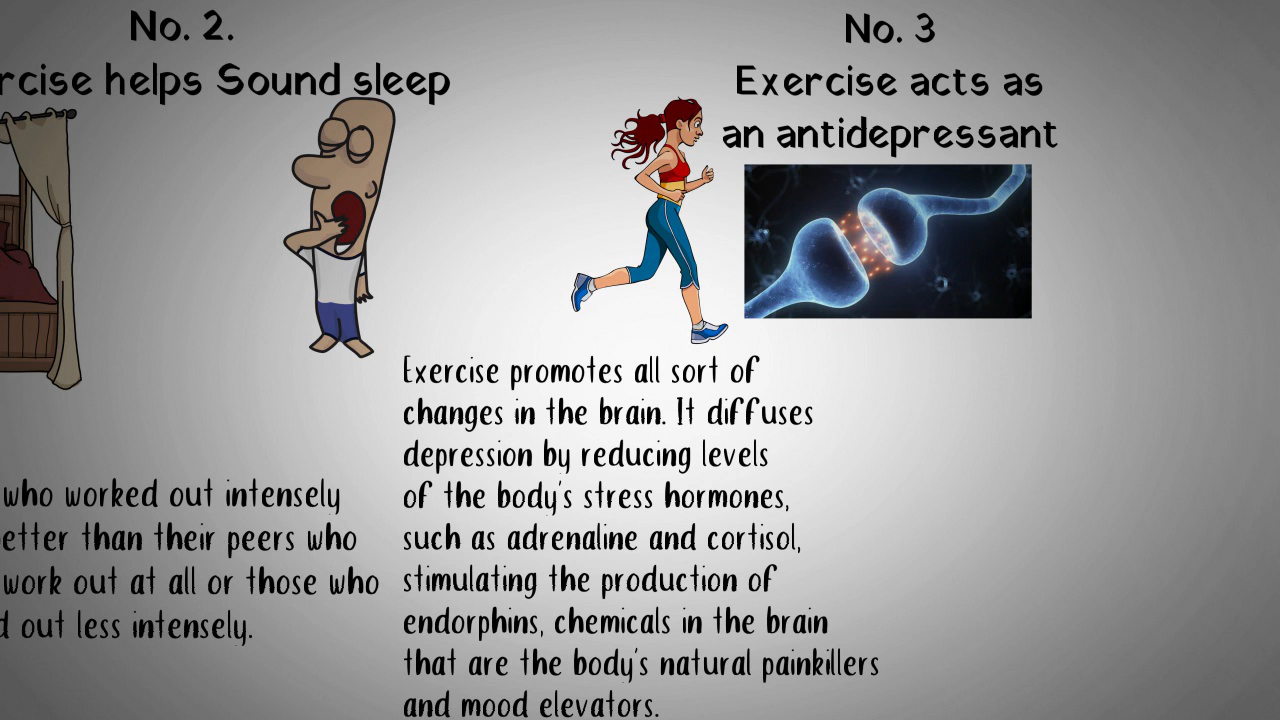 No. 2.
rcise helps Sound sleep
who worked out intensely
etter than their peers who
work out at all or those who
d out less intensely.
No. 3
Exercise acts as
an antidepressant
Exercise promotes all sort of
changes in the brain. It diffuses
depression by reducing levels
of the body's stress hormones,
such as adrenaline and cortisol,
stimulating the production of
endorphins, chemicals in the brain
that are the body's natural painkillers
and mood elevators.